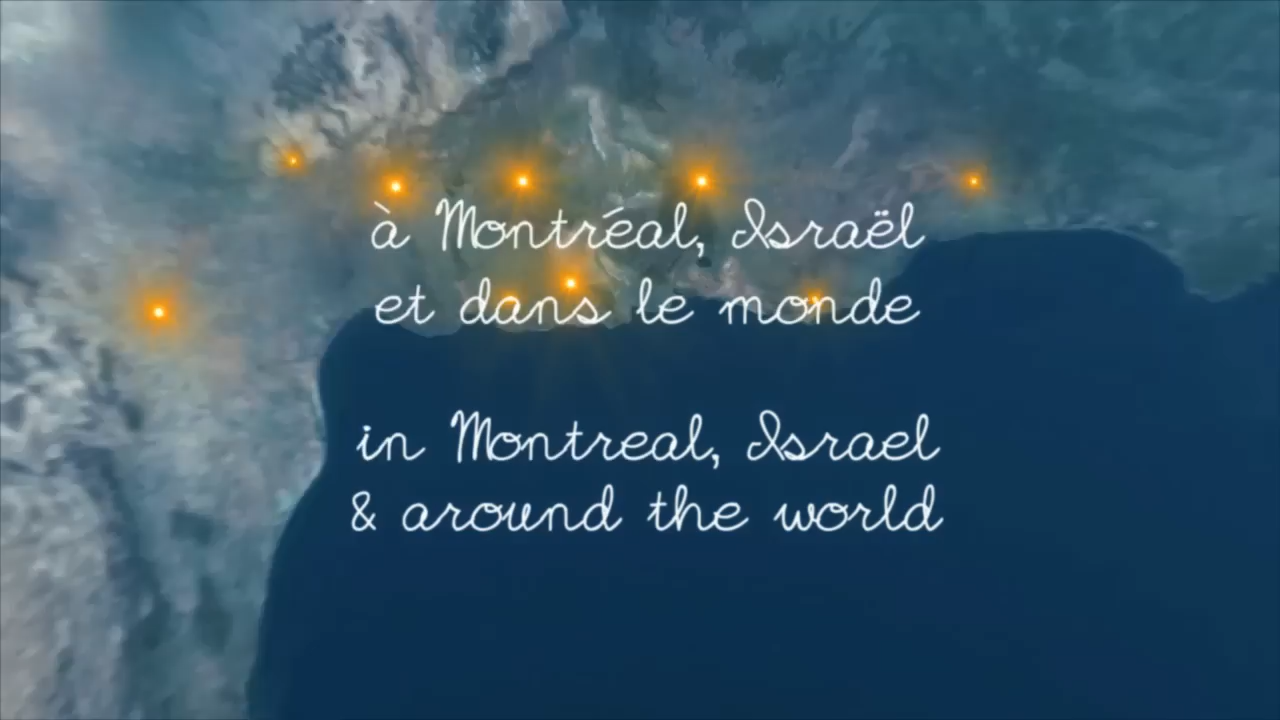 à Montréal, Israël
et dans le monde
in Montreal, Israel
& around the world